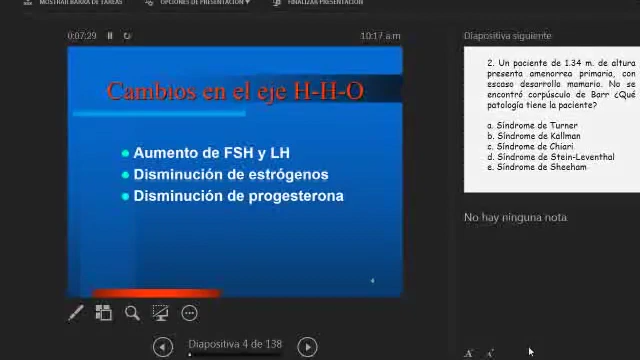 MOSTRAR BARRA DE TAREAS OPCIONES DE PRESENTACIÓN ▾ FINALIZAR PRESENTACIÓN
0:07:29 10:17 a.m.
Cambios en el eje H-H-O
Aumento de FSH y LH
Disminución de estrógenos
Disminución de progesterona
4
Diapositiva 4 de 138
Diapositiva siguiente
2. Un paciente de 1.34 m. de altura
presenta amenorrea primaria, con
escaso desarrollo mamario. No se
encontró corpúsculo de Barr ¿Qué
patología tiene la paciente?
a. Síndrome de Turner
b. Síndrome de Kallman
c. Síndrome de Chiari
d. Síndrome de Stein-Leventhal
e. Síndrome de Sheeham
No hay ninguna nota.
A A